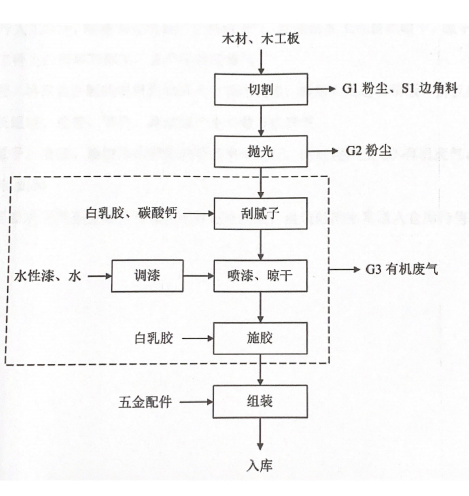 木材、木工板
切割
G1 粉尘、S1 边角料
抛光
G2 粉尘
白乳胶、碳酸钙
刮腻子
水性漆、水
调漆
喷漆、晾干
G3 有机废气
白乳胶
施胶
五金配件
组装
入库